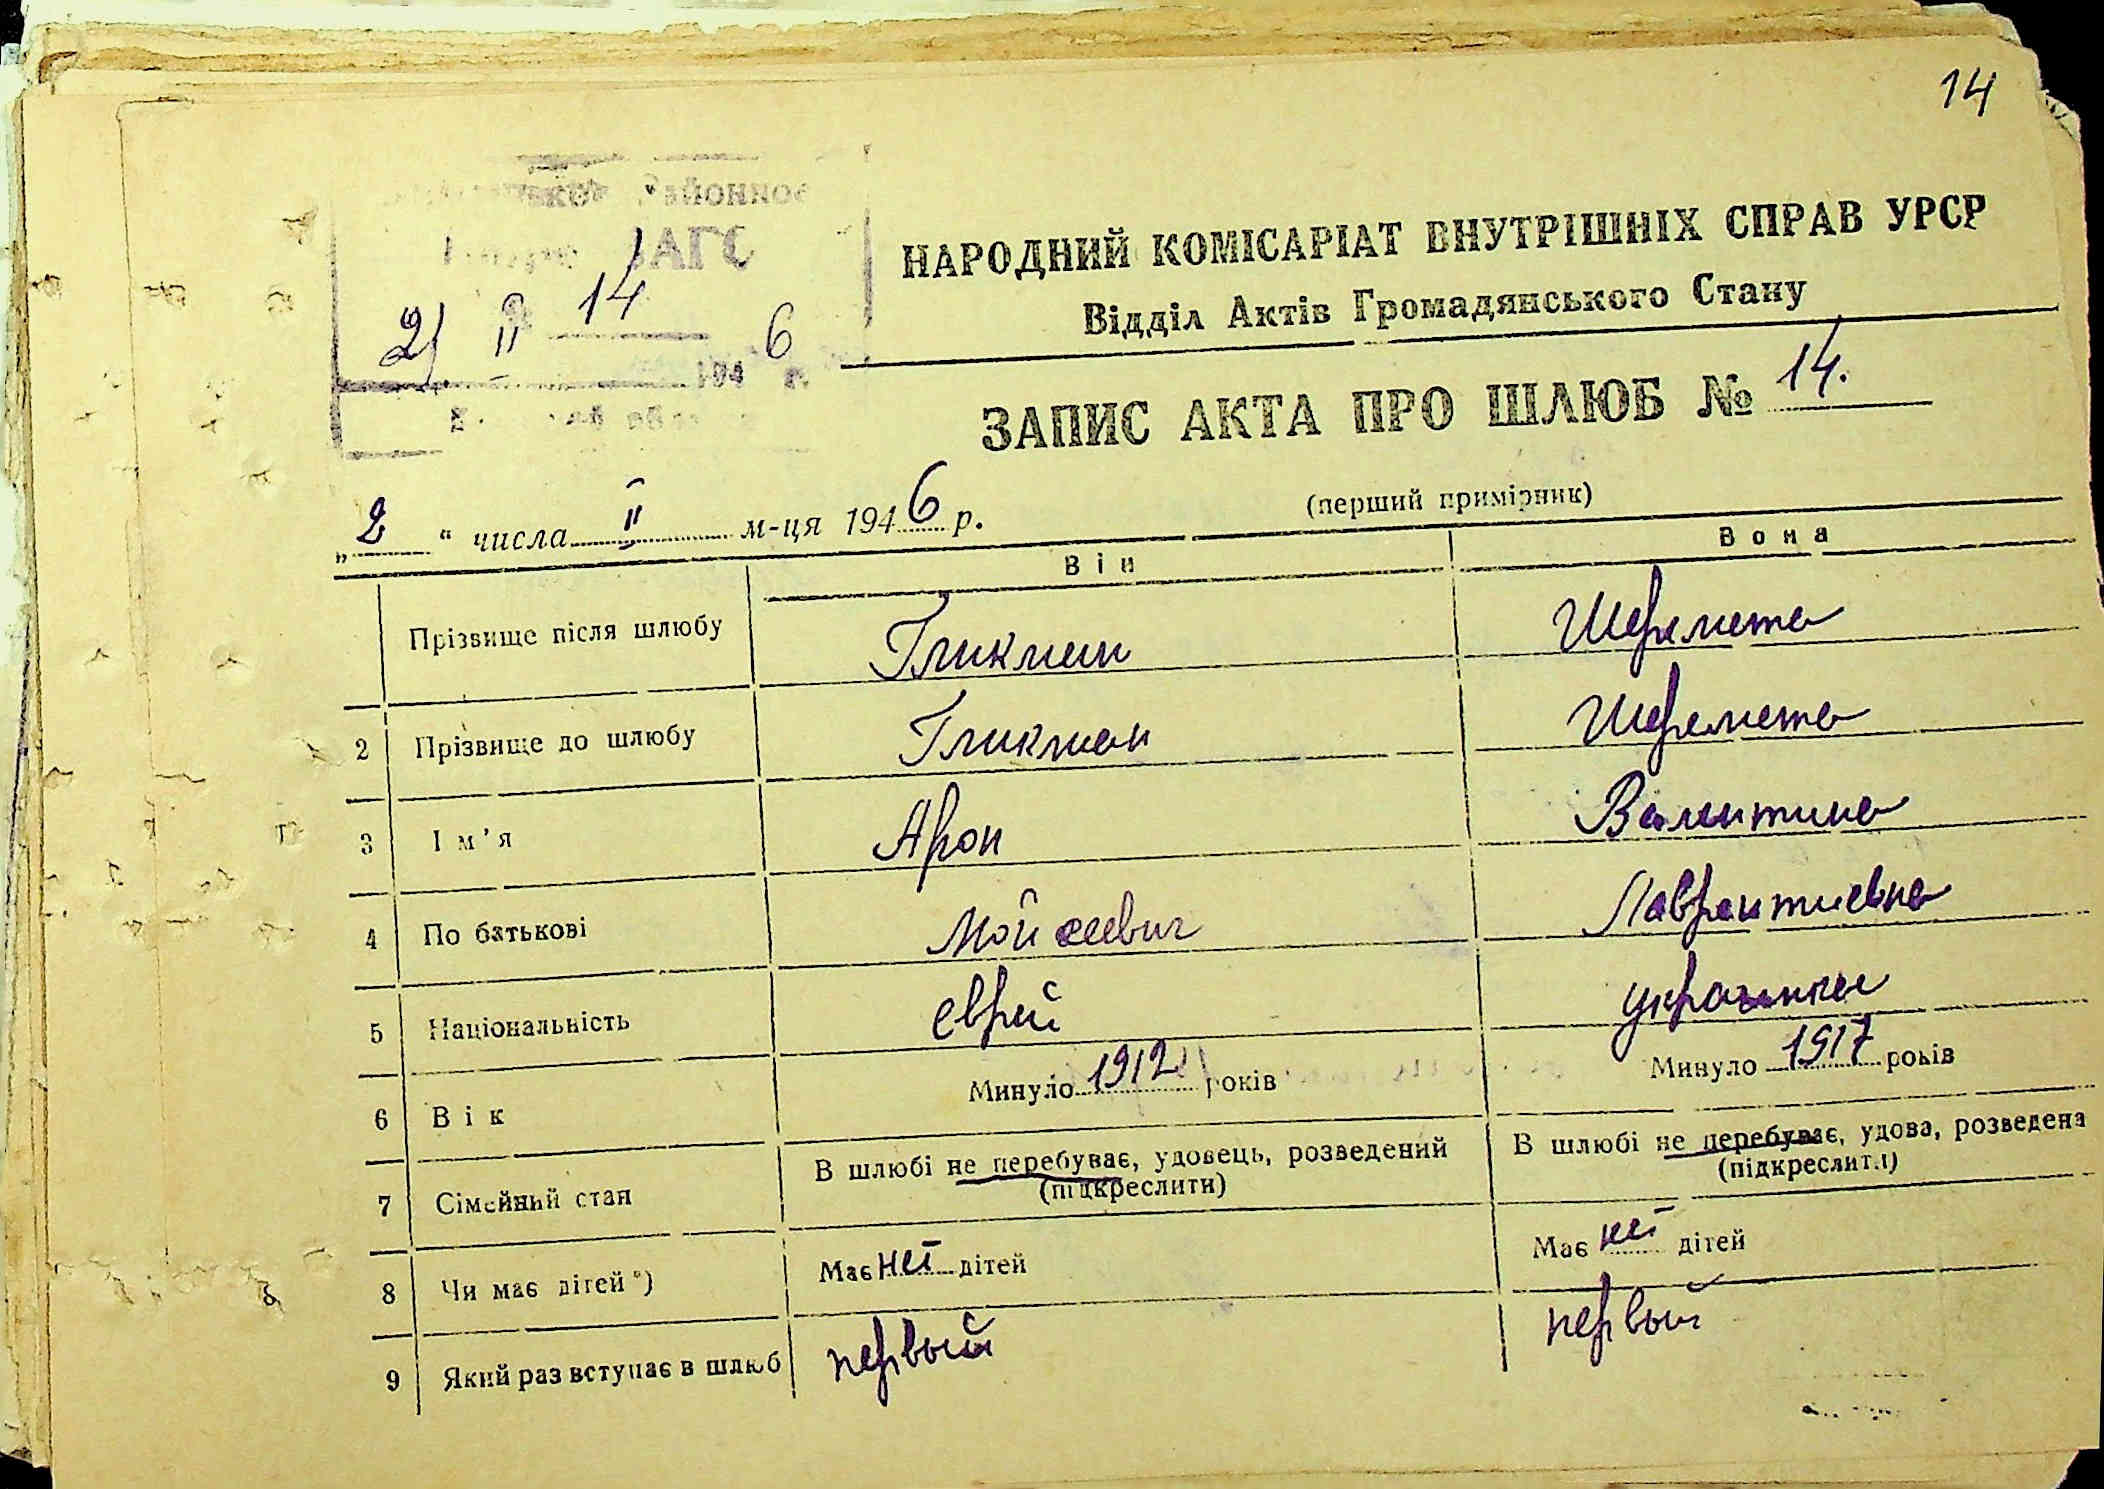 14
ЗАГС
14
2 II
194 6 г.
НАРОДНИЙ КОМІСАРІАТ ВНУТРІШНІХ СПРАВ УРСР
Відділ Актів Громадянського Стану
ЗАПИС АКТА ПРО ШЛЮБ № 14.
(перший примірник)
„ 2 “ числа II м-ця 194 6 р.
Він Вона
Прізвище після шлюбу Гликман Шеремета
2 Прізвище до шлюбу Гликман Шеремета
3 Ім'я Арон Валентина
4 По батькові Мойсеевич Лаврентиевна
5 Національність еврей украинка
6 Вік Минуло 1912 років Минуло 1917 років
7 Сімейний стан В шлюбі не перебуває, удовець, розведений (підкреслити) В шлюбі не перебуває, удова, розведена (підкреслити)
8 Чи має дітей*) Має нет дітей Має нет дітей
9 Який раз вступає в шлюб первый первый